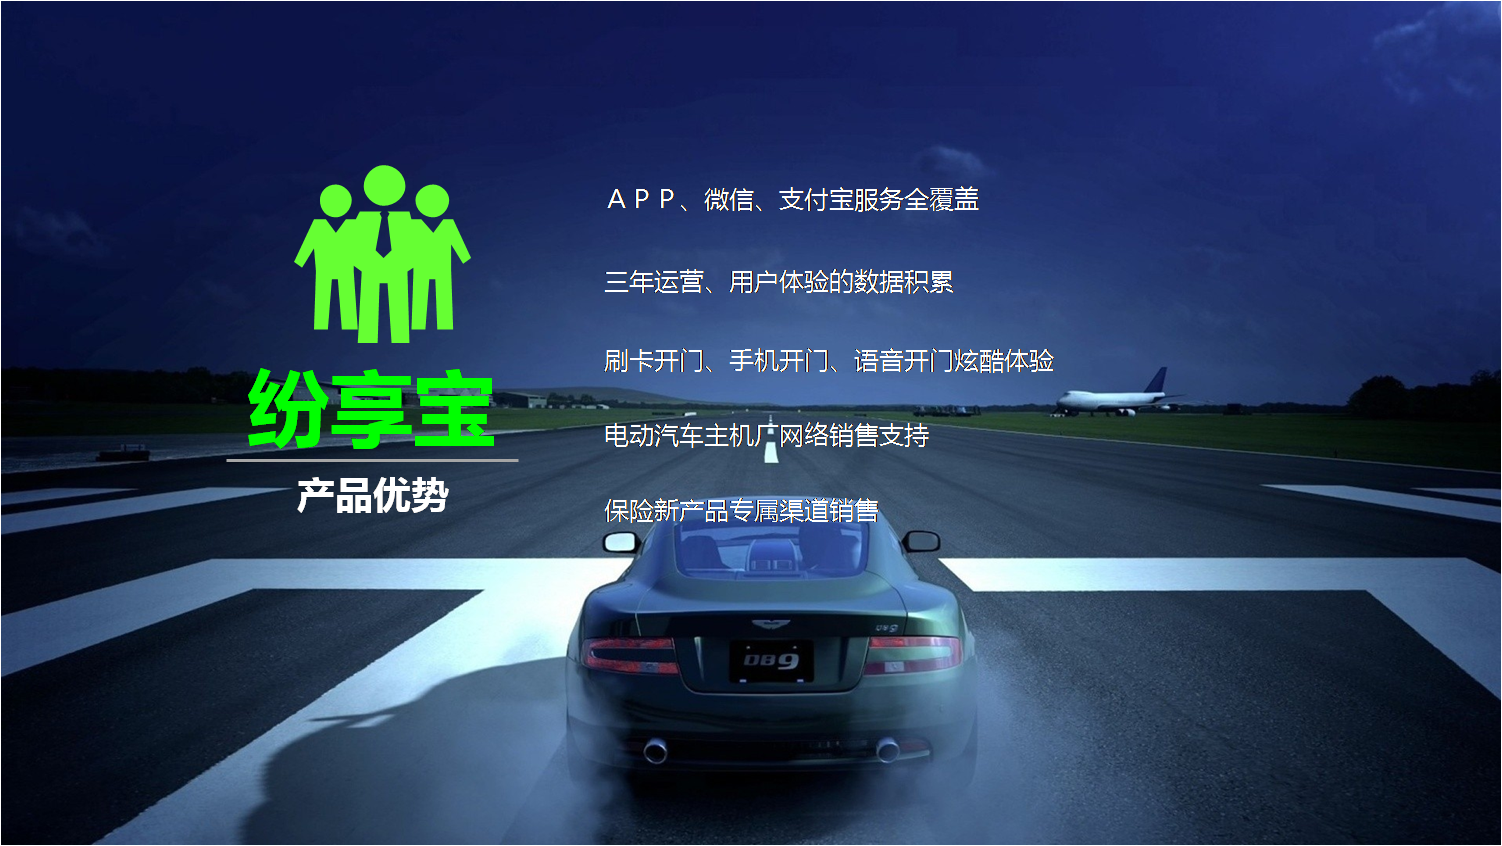 纷享宝
产品优势
ＡＰＰ、微信、支付宝服务全覆盖
三年运营、用户体验的数据积累
刷卡开门、手机开门、语音开门炫酷体验
电动汽车主机厂网络销售支持
保险新产品专属渠道销售
DB9